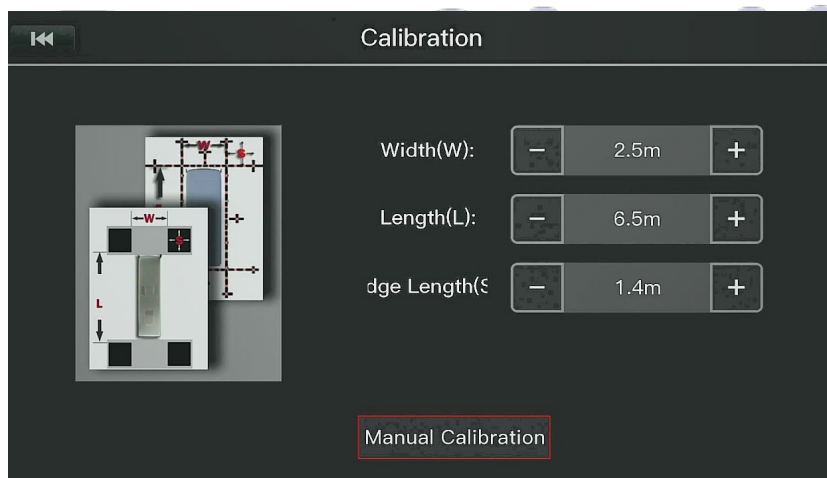 Calibration
Width(W):
2.5m
Length(L):
6.5m
dge Length(S
1.4m
W
S
W
S
L
Manual Calibration